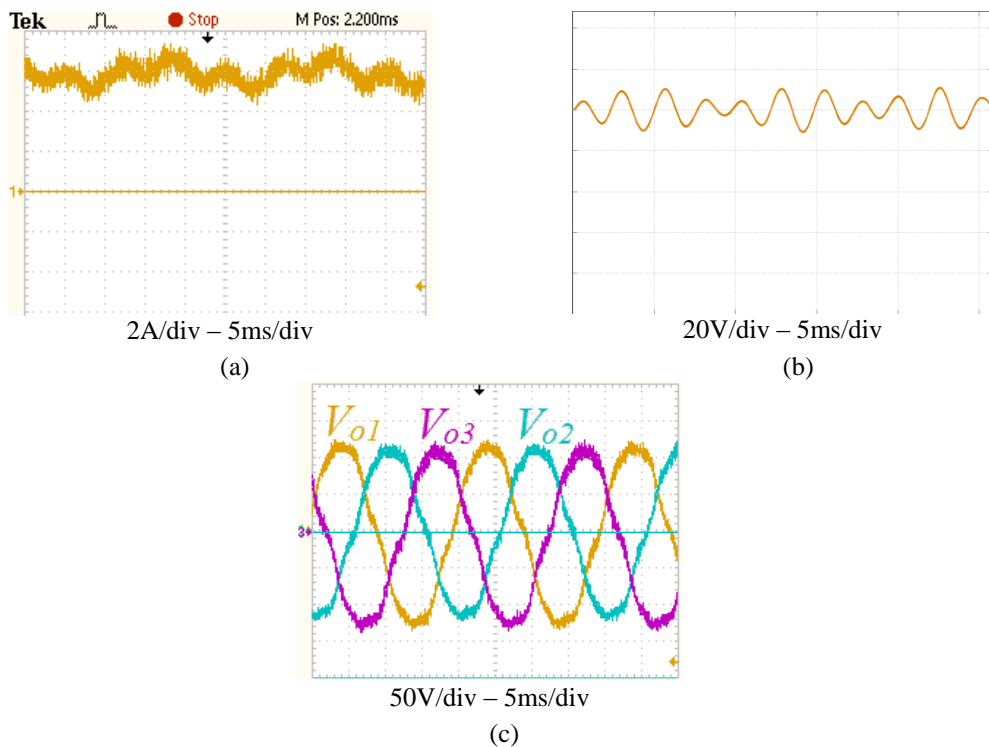 Tek Stop M Pos: 2.200ms
1
2A/div – 5ms/div
(a)
20V/div – 5ms/div
(b)
Vo1 Vo3 Vo2
3
50V/div – 5ms/div
(c)